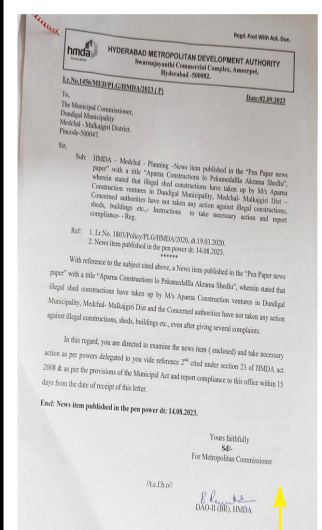 Regd. Post With Ack. Due.
hmda
HYDERABAD METROPOLITAN DEVELOPMENT AUTHORITY
Swarnajayanthi Commercial Complex, Ameerpet,
Hyderabad -500092.
Lr.No.1456/MED/PLG/HMDA/2023 ( P)
Date:02.09.2023
To,
The Municipal Commissioner,
Dundigal Municipality
Medchal - Malkajgiri District.
Pincode-500047.
Sir,
Sub: HMDA – Medchal - Planning –News item published in the "Pen Paper news
paper" with a title "Aparna Constructions lo Pekamedallla Akrama Shedlu",
wherein stated that illegal shed constructions have taken up by M/s Aparna
Construction ventures in Dundigal Municipality, Medchal- Malkajgiri Dist –
Concerned authorities have not taken any action against illegal constructions,
sheds, buildings etc.,- Instructions to take necessary action and report
compliance- - Reg.
Ref: 1. Lr.No. 1803/Policy/PLG/HMDA/2020, dt.19.03.2020.
2. News item published in the pen power dt: 14.08.2023.
******
With reference to the subject cited above, a News item published in the "Pen Paper news
paper" with a title "Aparna Constructions lo Pekamedallla Akrama Shedlu", wherein stated that
illegal shed constructions have taken up by M/s Aparna Construction ventures in Dundigal
Municipality, Medchal- Malkajgiri Dist and the Concerned authorities have not taken any action
against illegal constructions, sheds, buildings etc., even after giving several complaints.
In this regard, you are directed to examine the news item ( enclosed) and take necessary
action as per powers delegated to you vide reference 2nd cited under section 23 of HMDA act
2008 & as per the provisions of the Municipal Act and report compliance to this office within 15
days from the date of receipt of this letter.
Encl: News item published in the pen power dt: 14.08.2023.
Yours faithfully
Sd/-
For Metropolitan Commissioner
//t.c.f.b.o//
DAO-II (BR), HMDA